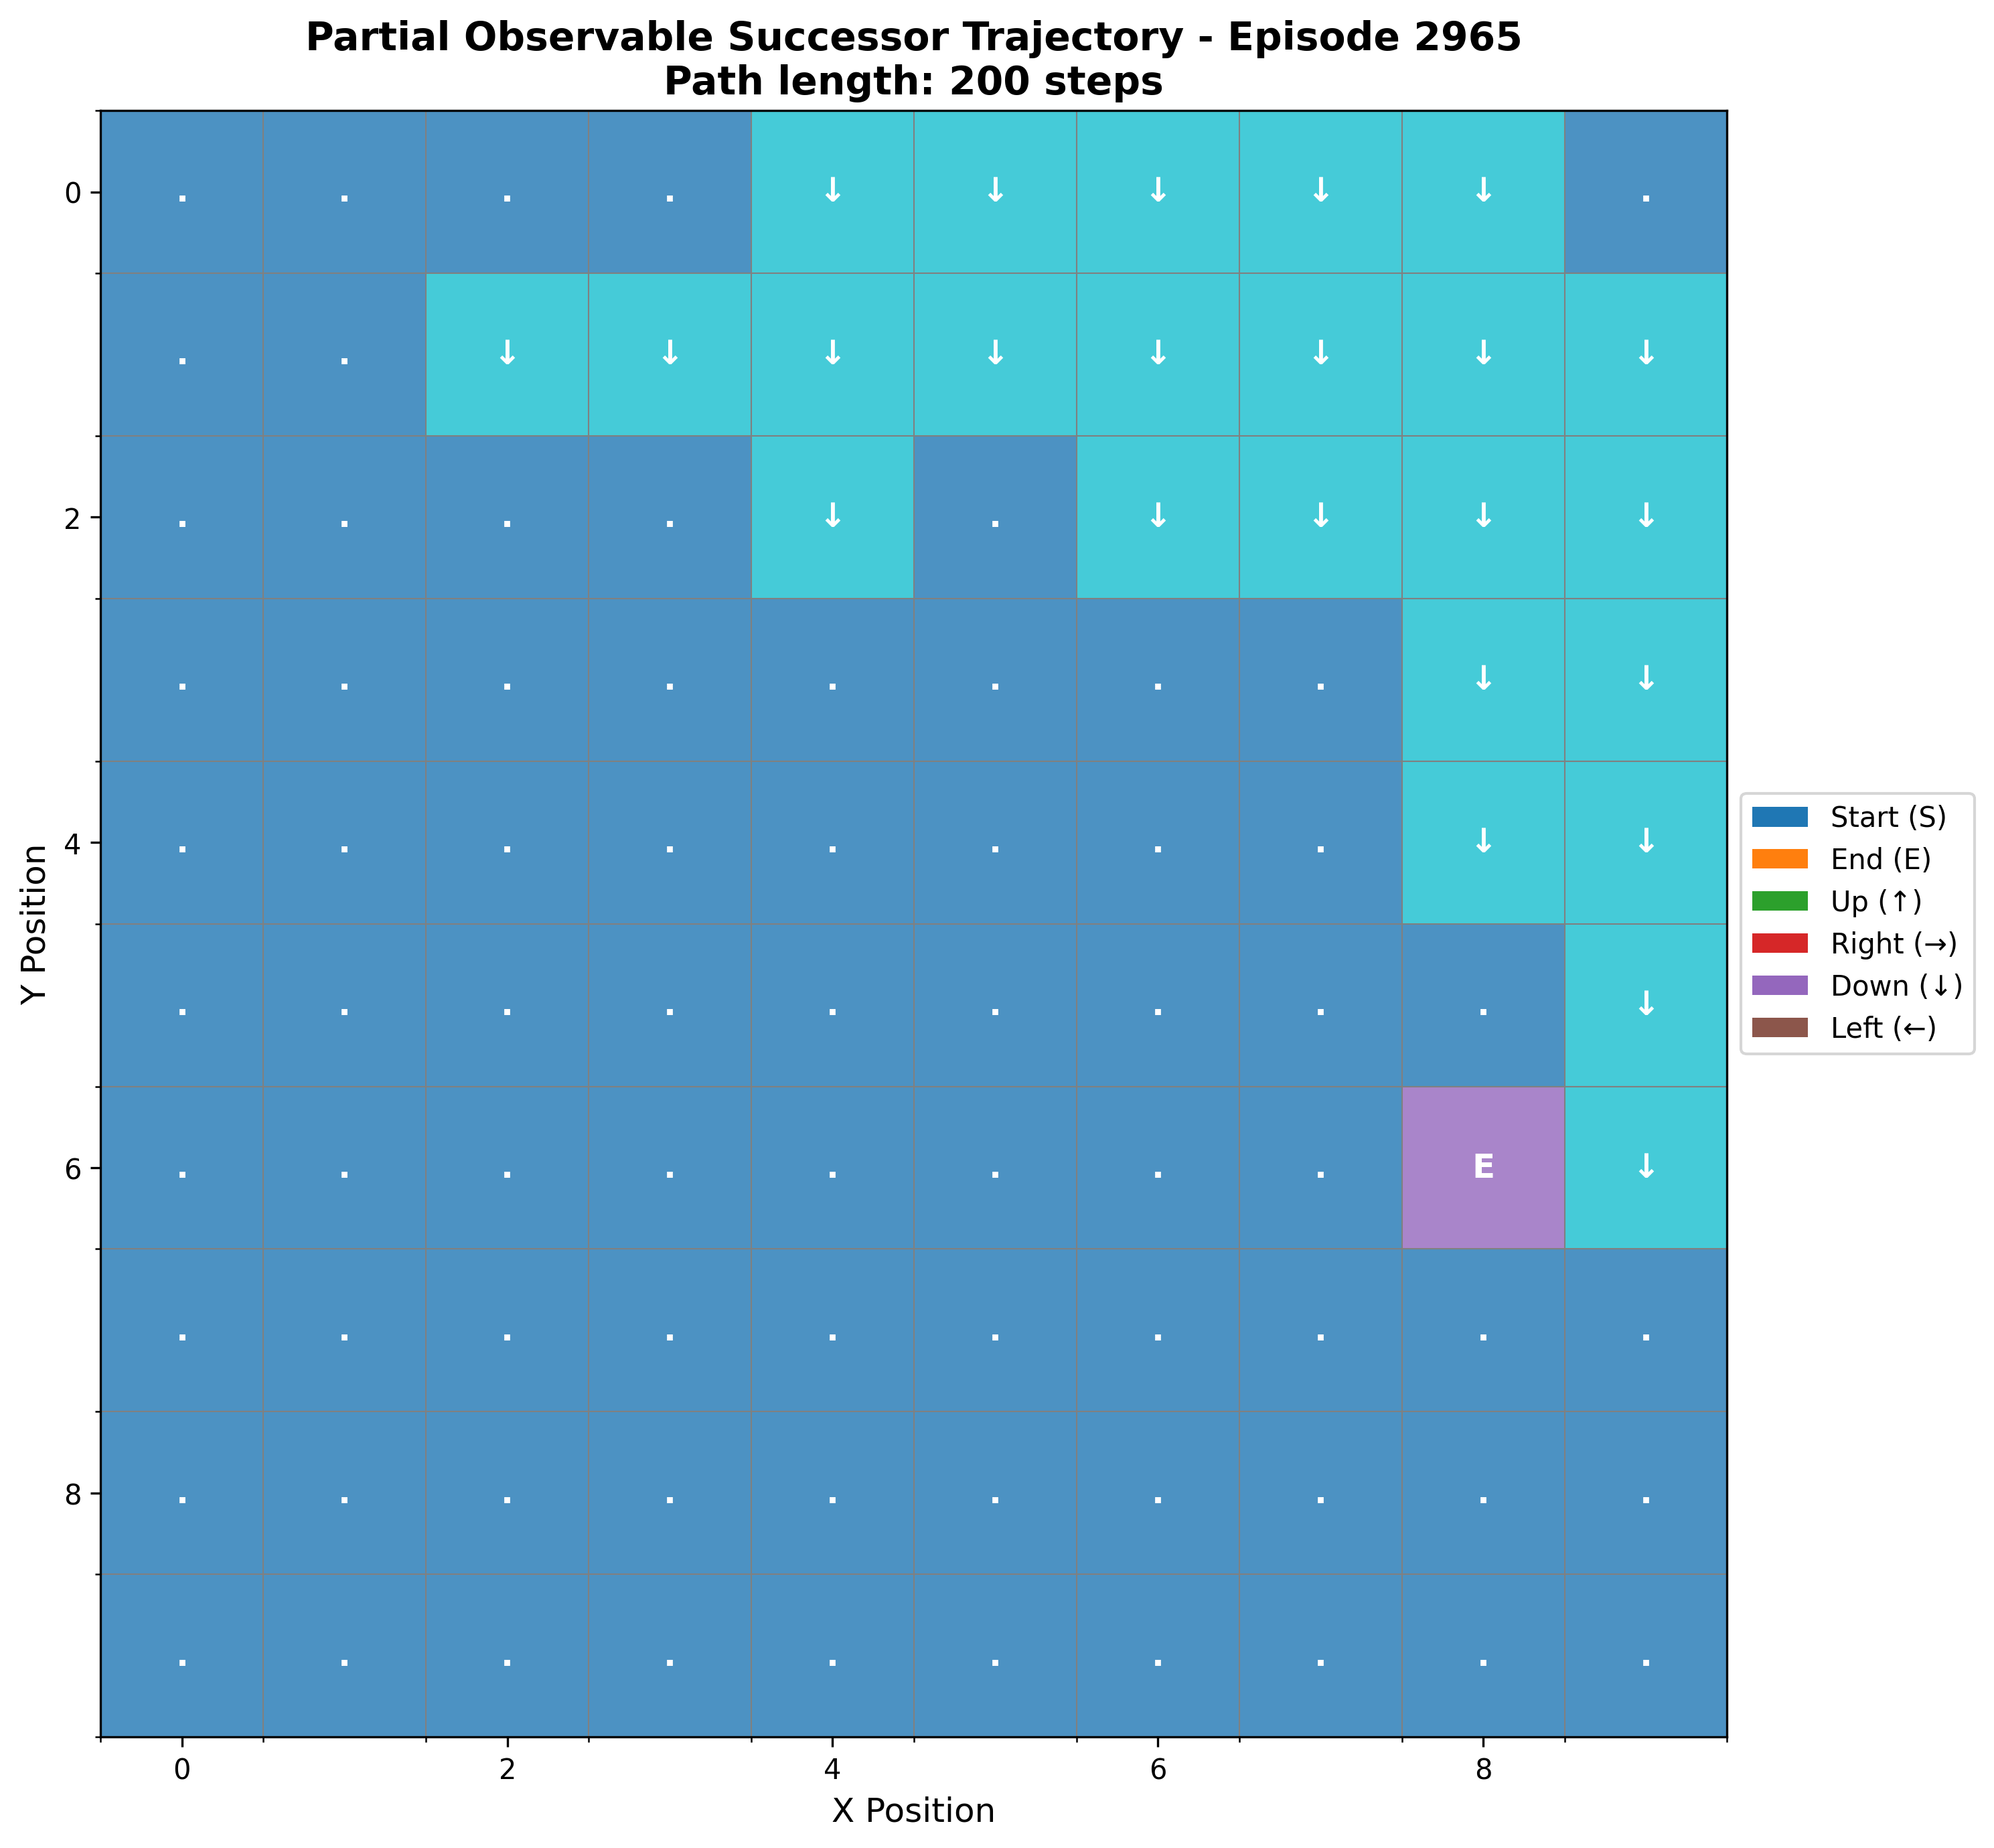 Partial Observable Successor Trajectory - Episode 2965
Path length: 200 steps
0 . . . . ↓ ↓ ↓ ↓ ↓ .
. . ↓ ↓ ↓ ↓ ↓ ↓ ↓ ↓
2 . . . . ↓ . ↓ ↓ ↓ ↓
. . . . . . . . ↓ ↓
4 . . . . . . . . ↓ ↓
. . . . . . . . . ↓
6 . . . . . . . . E ↓
. . . . . . . . . .
8 . . . . . . . . . .
. . . . . . . . . .
0 2 4 6 8
X Position
Y Position
Start (S)
End (E)
Up (↑)
Right (→)
Down (↓)
Left (←)